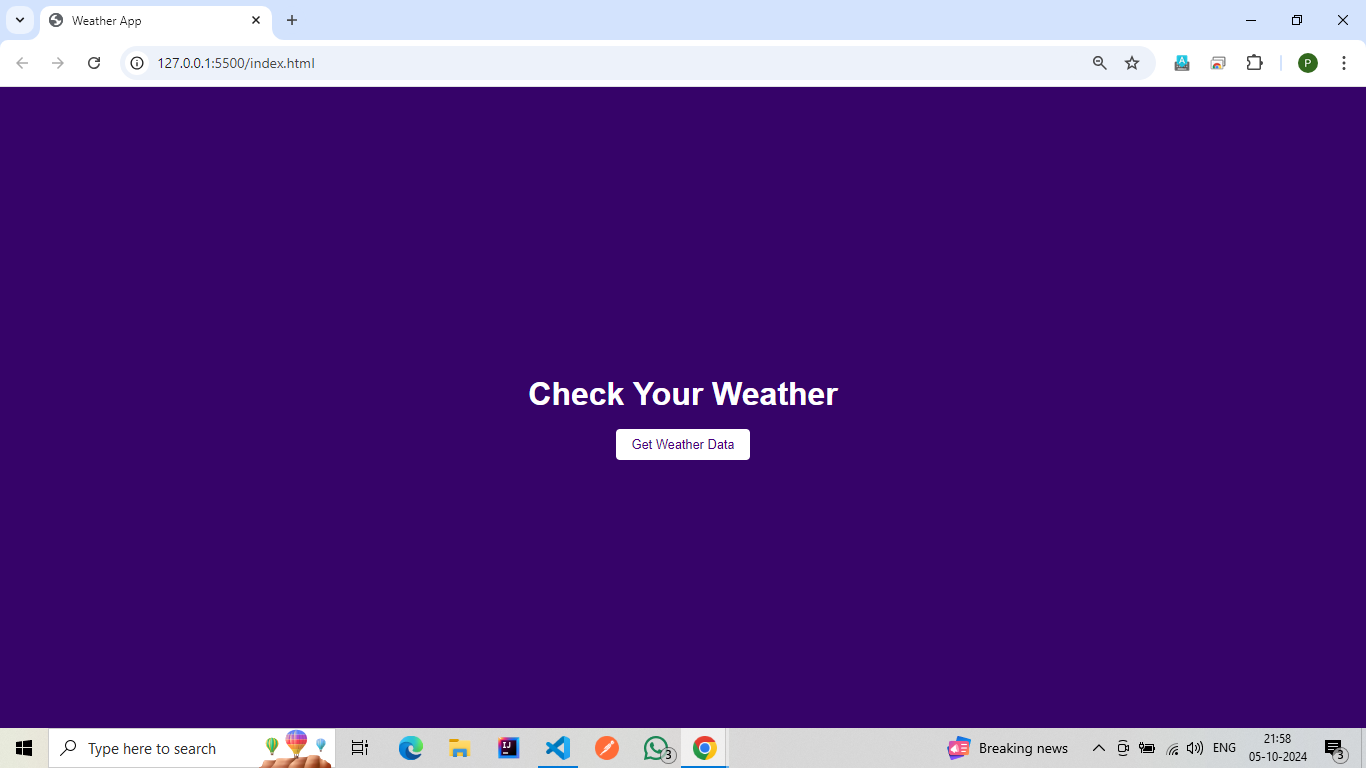 Weather App
127.0.0.1:5500/index.html
P
Check Your Weather
Get Weather Data
Type here to search
IJ
3
Breaking news
ENG
21:58
05-10-2024
3